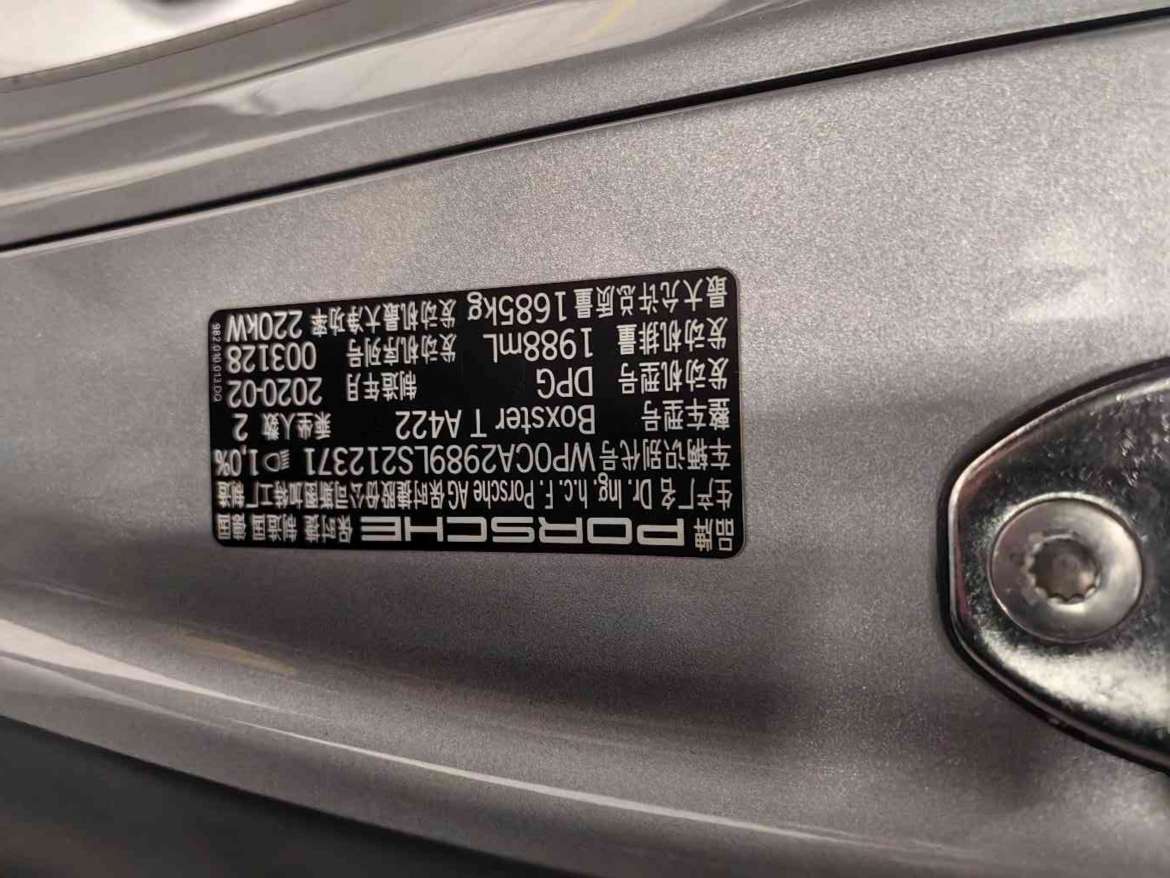 品牌 PORSCHE 保时捷 制造国 德国
生产厂名 Dr. Ing. h.c. F. Porsche AG 保时捷股份公司斯图加特工厂制造
车辆识别代号 WP0CA2989LS212371 1,0%
整车型号 Boxster T A422 乘坐人数 2
发动机型号 DPG 制造年月 2020-02
发动机排量 1988mL 发动机序列号 003128
最大允许总质量 1685kg 发动机最大净功率 220kW
982.010.013.DQ